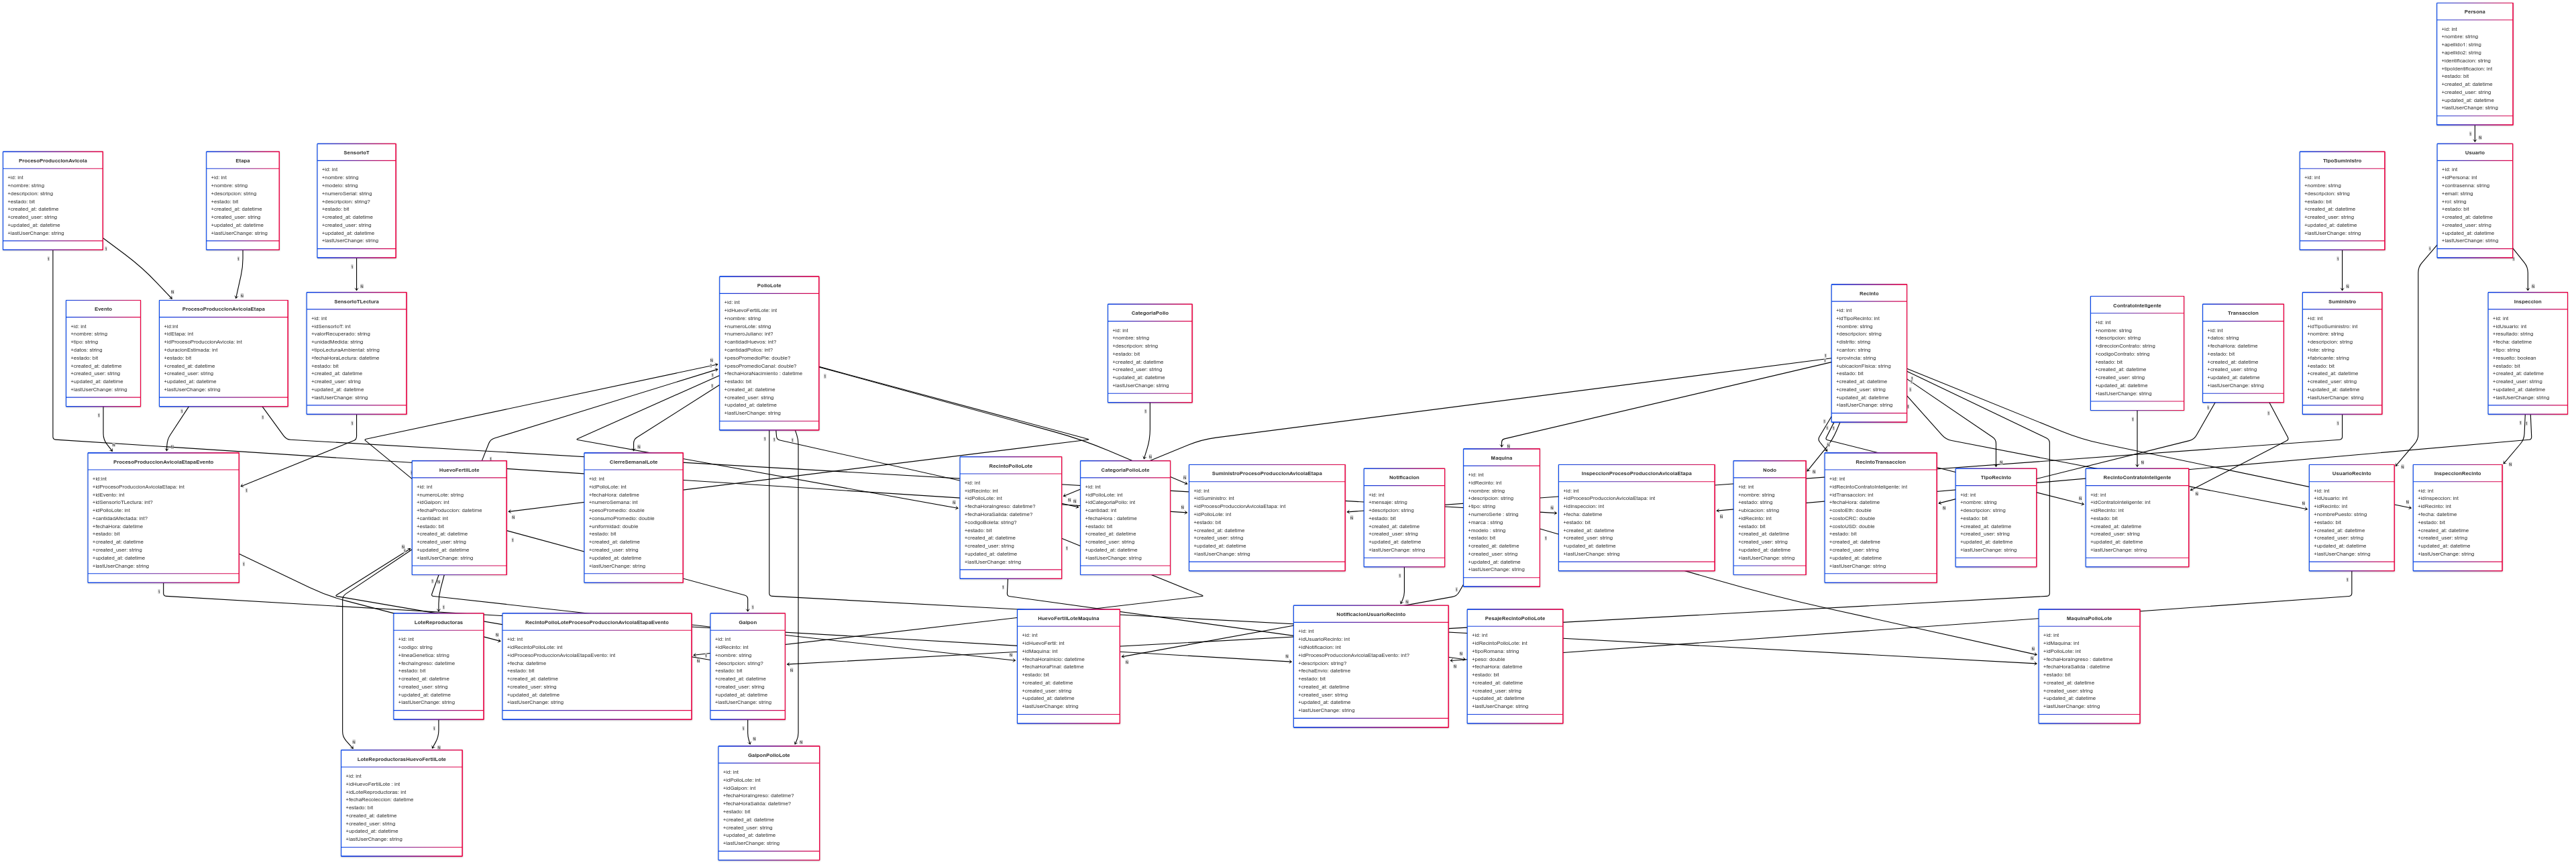 Persona
+id: int
+nombre: string
+apellido1: string
+apellido2: string
+identificacion: string
+tipoIdentificacion: int
+estado: bit
+created_at: datetime
+created_user: string
+updated_at: datetime
+lastUserChange: string
ProcesoProduccionAvicola
+id: int
+nombre: string
+descripcion: string
+estado: bit
+created_at: datetime
+created_user: string
+updated_at: datetime
+lastUserChange: string
Etapa
+id: int
+nombre: string
+descripcion: string
+estado: bit
+created_at: datetime
+created_user: string
+updated_at: datetime
+lastUserChange: string
SensorIoT
+id: int
+nombre: string
+modelo: string
+numeroSerial: string
+descripcion: string?
+estado: bit
+created_at: datetime
+created_user: string
+updated_at: datetime
+lastUserChange: string
TipoSuministro
+id: int
+nombre: string
+descripcion: string
+estado: bit
+created_at: datetime
+created_user: string
+updated_at: datetime
+lastUserChange: string
Usuario
+id: int
+idPersona: int
+contrasenna: string
+email: string
+rol: string
+estado: bit
+created_at: datetime
+created_user: string
+updated_at: datetime
+lastUserChange: string
Evento
+id: int
+nombre: string
+tipo: string
+datos: string
+estado: bit
+created_at: datetime
+created_user: string
+updated_at: datetime
+lastUserChange: string
ProcesoProduccionAvicolaEtapa
+id:int
+idEtapa: int
+idProcesoProduccionAvicola: int
+duracionEstimada: int
+estado: bit
+created_at: datetime
+created_user: string
+updated_at: datetime
+lastUserChange: string
SensorIoTLectura
+id: int
+idSensorIoT: int
+valorRecuperado: string
+unidadMedida: string
+tipoLecturaAmbiental: string
+fechaHoraLectura: datetime
+estado: bit
+created_at: datetime
+created_user: string
+updated_at: datetime
+lastUserChange: string
PolloLote
+id: int
+idHuevoFertilLote: int
+nombre: string
+numeroLote: string
+numeroJuliano: int?
+cantidadHuevos: int?
+cantidadPollos: int?
+pesoPromedioPie: double?
+pesoPromedioCanal: double?
+fechaHoraNacimiento : datetime
+estado: bit
+created_at: datetime
+created_user: string
+updated_at: datetime
+lastUserChange: string
CategoriaPollo
+id: int
+nombre: string
+descripcion: string
+estado: bit
+created_at: datetime
+created_user: string
+updated_at: datetime
+lastUserChange: string
Recinto
+id: int
+idTipoRecinto: int
+nombre: string
+descripcion: string
+distrito: string
+canton: string
+provincia: string
+ubicacionFisica: string
+estado: bit
+created_at: datetime
+created_user: string
+updated_at: datetime
+lastUserChange: string
ContratoInteligente
+id: int
+nombre: string
+descripcion: string
+direccionContrato: string
+codigoContrato: string
+estado: bit
+created_at: datetime
+created_user: string
+updated_at: datetime
+lastUserChange: string
Transaccion
+id: int
+datos: string
+fechaHora: datetime
+estado: bit
+created_at: datetime
+created_user: string
+updated_at: datetime
+lastUserChange: string
Suministro
+id: int
+idTipoSuministro: int
+nombre: string
+descripcion: string
+lote: string
+fabricante: string
+estado: bit
+created_at: datetime
+created_user: string
+updated_at: datetime
+lastUserChange: string
Inspeccion
+id: int
+idUsuario: int
+resultado: string
+fecha: datetime
+tipo: string
+resuelto: boolean
+estado: bit
+created_at: datetime
+created_user: string
+updated_at: datetime
+lastUserChange: string
ProcesoProduccionAvicolaEtapaEvento
+id:int
+idProcesoProduccionAvicolaEtapa: int
+idEvento: int
+idSensorIoTLectura: int?
+idPolloLote: int
+cantidadAfectada: int?
+fechaHora: datetime
+estado: bit
+created_at: datetime
+created_user: string
+updated_at: datetime
+lastUserChange: string
HuevoFertilLote
+id: int
+numeroLote: string
+idGalpon: int
+fechaProduccion: datetime
+cantidad: int
+estado: bit
+created_at: datetime
+created_user: string
+updated_at: datetime
+lastUserChange: string
CierreSemanalLote
+id: int
+idPolloLote: int
+fechaHora: datetime
+numeroSemana: int
+pesoPromedio: double
+consumoPromedio: double
+uniformidad: double
+estado: bit
+created_at: datetime
+created_user: string
+updated_at: datetime
+lastUserChange: string
RecintoPolloLote
+id: int
+idRecinto: int
+idPolloLote: int
+fechaHoraIngreso: datetime?
+fechaHoraSalida: datetime?
+codigoBoleta: string?
+estado: bit
+created_at: datetime
+created_user: string
+updated_at: datetime
+lastUserChange: string
CategoriaPolloLote
+id: int
+idPolloLote: int
+idCategoriaPollo: int
+cantidad: int
+fechaHora : datetime
+estado: bit
+created_at: datetime
+created_user: string
+updated_at: datetime
+lastUserChange: string
SuministroProcesoProduccionAvicolaEtapa
+id: int
+idSuministro: int
+idProcesoProduccionAvicolaEtapa: int
+idPolloLote: int
+estado: bit
+created_at: datetime
+created_user: string
+updated_at: datetime
+lastUserChange: string
Notificacion
+id: int
+mensaje: string
+descripcion: string
+estado: bit
+created_at: datetime
+created_user: string
+updated_at: datetime
+lastUserChange: string
Maquina
+id: int
+idRecinto: int
+nombre: string
+descripcion: string
+tipo: string
+numeroSerie : string
+marca : string
+modelo : string
+estado: bit
+created_at: datetime
+created_user: string
+updated_at: datetime
+lastUserChange: string
InspeccionProcesoProduccionAvicolaEtapa
+id: int
+idProcesoProduccionAvicolaEtapa: int
+idInspeccion: int
+fecha: datetime
+estado: bit
+created_at: datetime
+created_user: string
+updated_at: datetime
+lastUserChange: string
Nodo
+id: int
+nombre: string
+estado: string
+ubicacion: string
+idRecinto: int
+estado: bit
+created_at: datetime
+created_user: string
+updated_at: datetime
+lastUserChange: string
RecintoTransaccion
+id: int
+idRecintoContratoInteligente: int
+idTransaccion: int
+fechaHora: datetime
+costoEth: double
+costoCRC: double
+costoUSD: double
+estado: bit
+created_at: datetime
+created_user: string
+updated_at: datetime
+lastUserChange: string
TipoRecinto
+id: int
+nombre: string
+descripcion: string
+estado: bit
+created_at: datetime
+created_user: string
+updated_at: datetime
+lastUserChange: string
RecintoContratoInteligente
+id: int
+idContratoInteligente: int
+idRecinto: int
+estado: bit
+created_at: datetime
+created_user: string
+updated_at: datetime
+lastUserChange: string
UsuarioRecinto
+id: int
+idUsuario: int
+idRecinto: int
+nombrePuesto: string
+estado: bit
+created_at: datetime
+created_user: string
+updated_at: datetime
+lastUserChange: string
InspeccionRecinto
+id: int
+idInspeccion: int
+idRecinto: int
+fecha: datetime
+estado: bit
+created_at: datetime
+created_user: string
+updated_at: datetime
+lastUserChange: string
LoteReproductoras
+id: int
+codigo: string
+lineaGenetica: string
+fechaIngreso: datetime
+estado: bit
+created_at: datetime
+created_user: string
+updated_at: datetime
+lastUserChange: string
RecintoPolloLoteProcesoProduccionAvicolaEtapaEvento
+id: int
+idRecintoPolloLote: int
+idProcesoProduccionAvicolaEtapaEvento: int
+fecha: datetime
+estado: bit
+created_at: datetime
+created_user: string
+updated_at: datetime
+lastUserChange: string
Galpon
+id: int
+idRecinto: int
+nombre: string
+descripcion: string?
+estado: bit
+created_at: datetime
+created_user: string
+updated_at: datetime
+lastUserChange: string
HuevoFertilLoteMaquina
+id: int
+idHuevoFertil: int
+idMaquina: int
+fechaHoraInicio: datetime
+fechaHoraFinal: datetime
+estado: bit
+created_at: datetime
+created_user: string
+updated_at: datetime
+lastUserChange: string
NotificacionUsuarioRecinto
+id: int
+idUsuarioRecinto: int
+idNotificacion: int
+idProcesoProduccionAvicolaEtapaEvento: int?
+descripcion: string?
+fechaEnvio: datetime
+estado: bit
+created_at: datetime
+created_user: string
+updated_at: datetime
+lastUserChange: string
PesajeRecintoPolloLote
+id: int
+idRecintoPolloLote: int
+tipoRomana: string
+peso: double
+fechaHora: datetime
+estado: bit
+created_at: datetime
+created_user: string
+updated_at: datetime
+lastUserChange: string
MaquinaPolloLote
+id: int
+idMaquina: int
+idPolloLote: int
+fechaHoraIngreso : datetime
+fechaHoraSalida : datetime
+estado: bit
+created_at: datetime
+created_user: string
+updated_at: datetime
+lastUserChange: string
LoteReproductorasHuevoFertilLote
+id: int
+idHuevoFertilLote : int
+idLoteReproductoras: int
+fechaRecoleccion: datetime
+estado: bit
+created_at: datetime
+created_user: string
+updated_at: datetime
+lastUserChange: string
GalponPolloLote
+id: int
+idPolloLote: int
+idGalpon: int
+fechaHoraIngreso: datetime?
+fechaHoraSalida: datetime?
+estado: bit
+created_at: datetime
+created_user: string
+updated_at: datetime
+lastUserChange: string